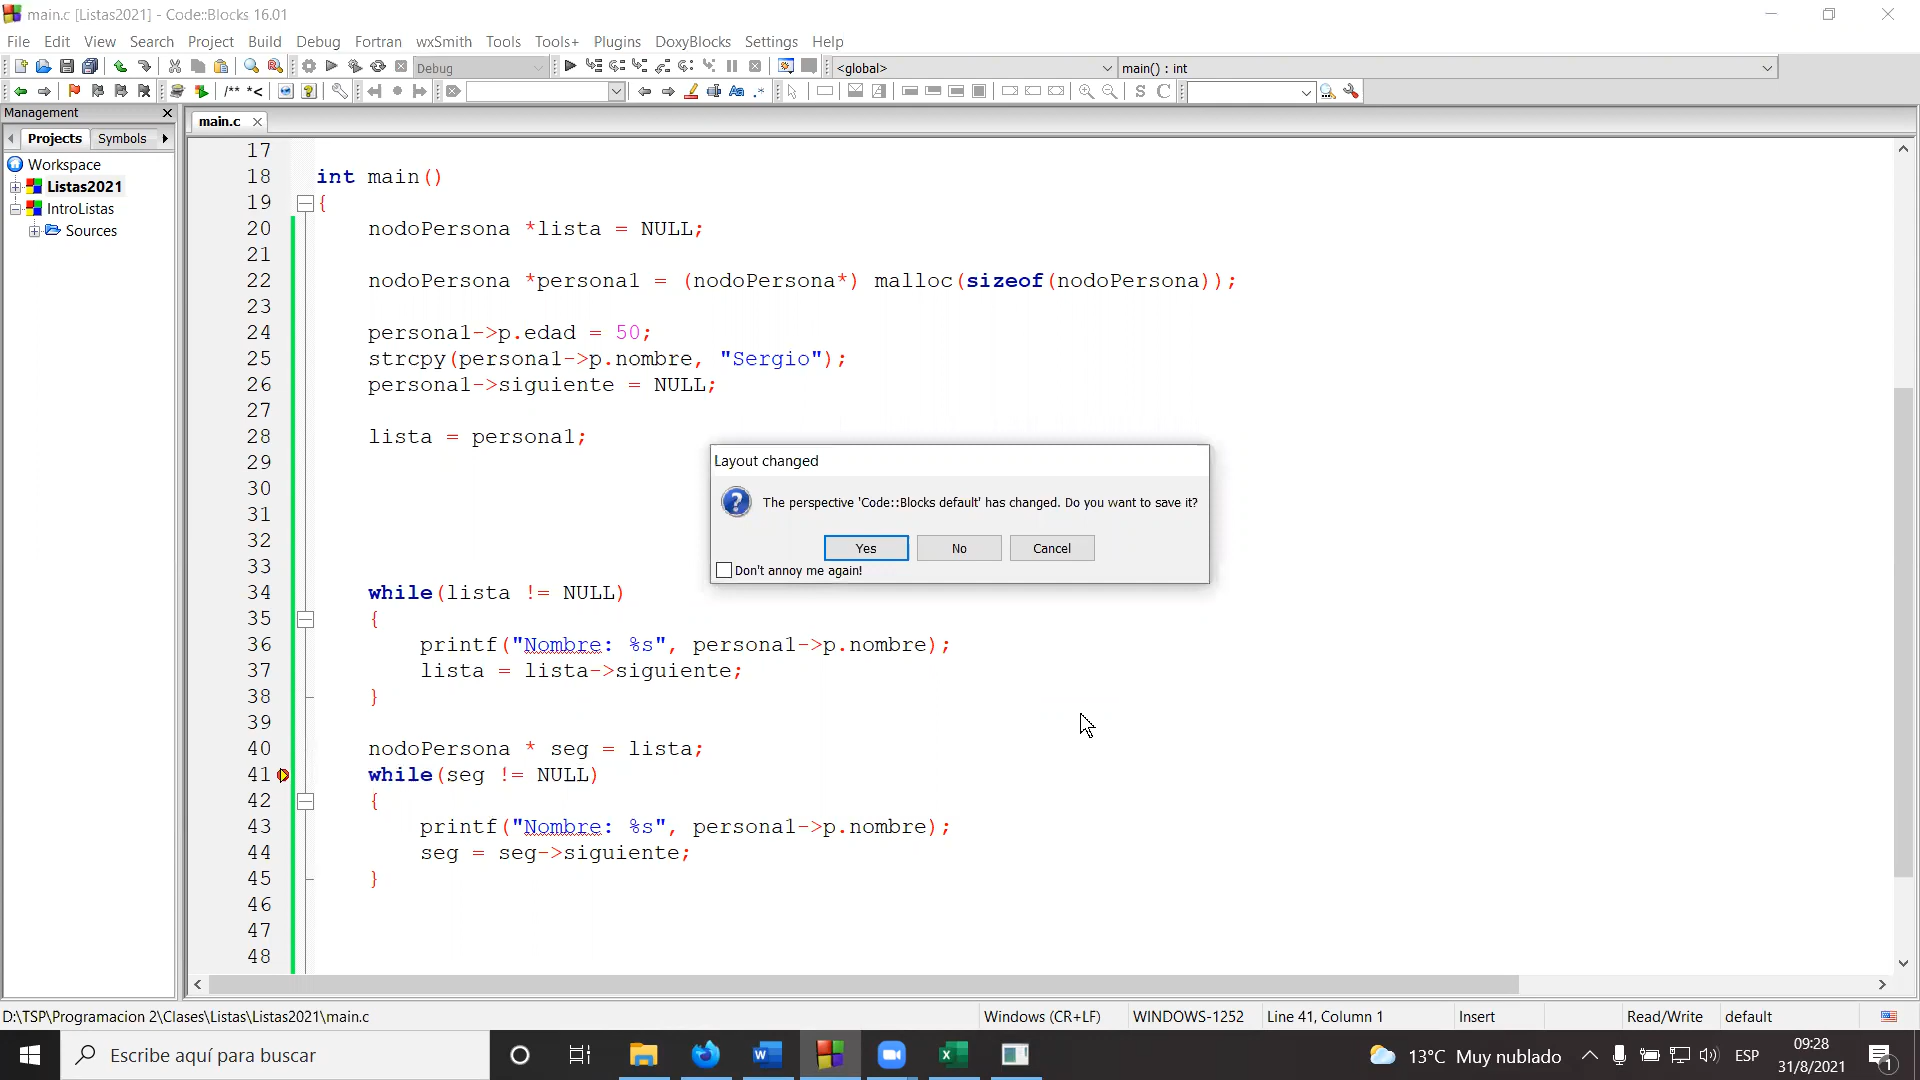 main.c [Listas2021] - Code::Blocks 16.01
File Edit View Search Project Build Debug Fortran wxSmith Tools Tools+ Plugins DoxyBlocks Settings Help
Debug <global> main() : int
/** *< Aa .* S C
Management
main.c
Projects Symbols
Workspace
Listas2021
IntroListas
Sources
17
18 int main()
19 {
20 nodoPersona *lista = NULL;
21
22 nodoPersona *persona1 = (nodoPersona*) malloc(sizeof(nodoPersona));
23
24 persona1->p.edad = 50;
25 strcpy(persona1->p.nombre, "Sergio");
26 persona1->siguiente = NULL;
27
28 lista = persona1;
29
30
31
32
33
34 while(lista != NULL)
35 {
36 printf("Nombre: %s", persona1->p.nombre);
37 lista = lista->siguiente;
38 }
39
40 nodoPersona * seg = lista;
41 while(seg != NULL)
42 {
43 printf("Nombre: %s", persona1->p.nombre);
44 seg = seg->siguiente;
45 }
46
47
48
Layout changed
The perspective 'Code::Blocks default' has changed. Do you want to save it?
Yes No Cancel
Don't annoy me again!
D:\TSP\Programacion 2\Clases\Listas\Listas2021\main.c Windows (CR+LF) WINDOWS-1252 Line 41, Column 1 Insert Read/Write default
Escribe aquí para buscar
13°C Muy nublado
ESP
09:28
31/8/2021
1